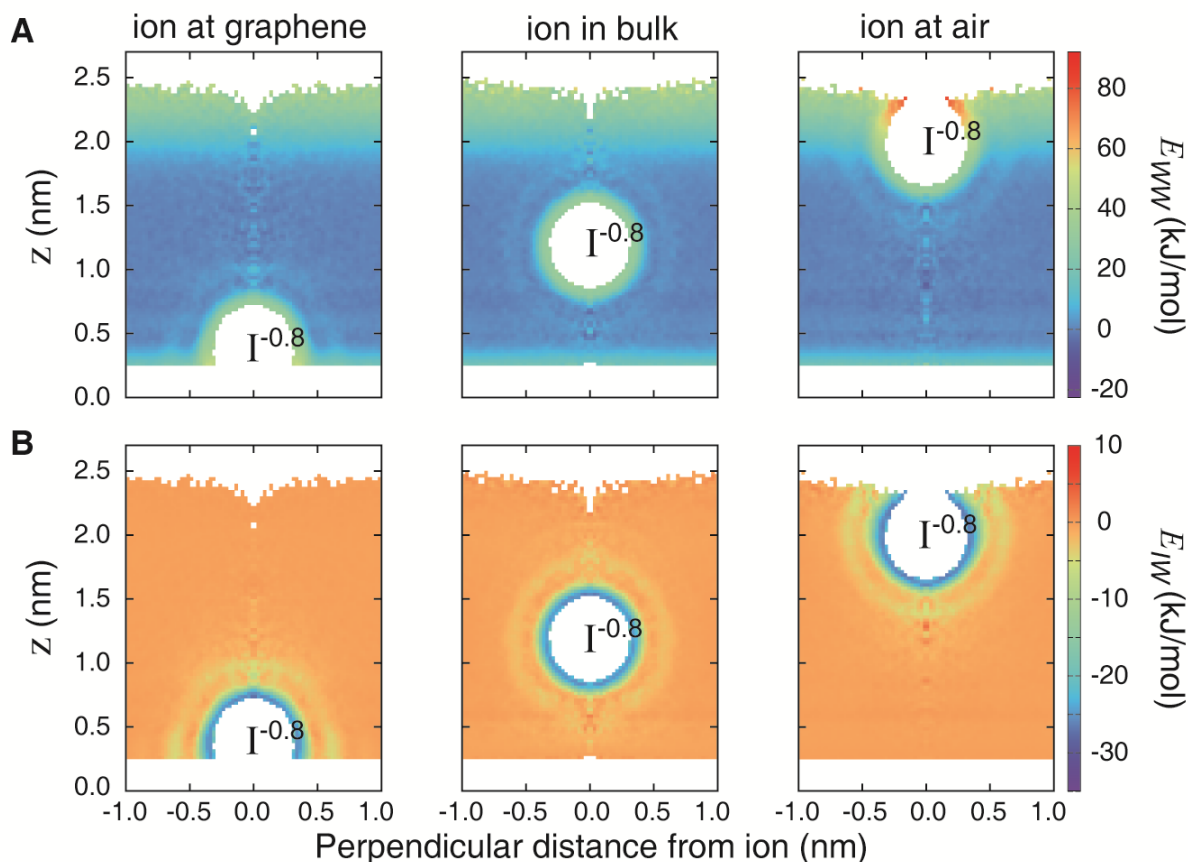 A
ion at graphene
ion in bulk
ion at air
2.5
2.0
1.5
1.0
0.5
0.0
z (nm)
I-0.8
I-0.8
I-0.8
80
60
40
20
0
-20
EWW (kJ/mol)
B
2.5
2.0
1.5
1.0
0.5
0.0
z (nm)
I-0.8
I-0.8
I-0.8
10
0
-10
-20
-30
EIW (kJ/mol)
-1.0 -0.5 0.0 0.5 1.0
-1.0 -0.5 0.0 0.5 1.0
-1.0 -0.5 0.0 0.5 1.0
Perpendicular distance from ion (nm)